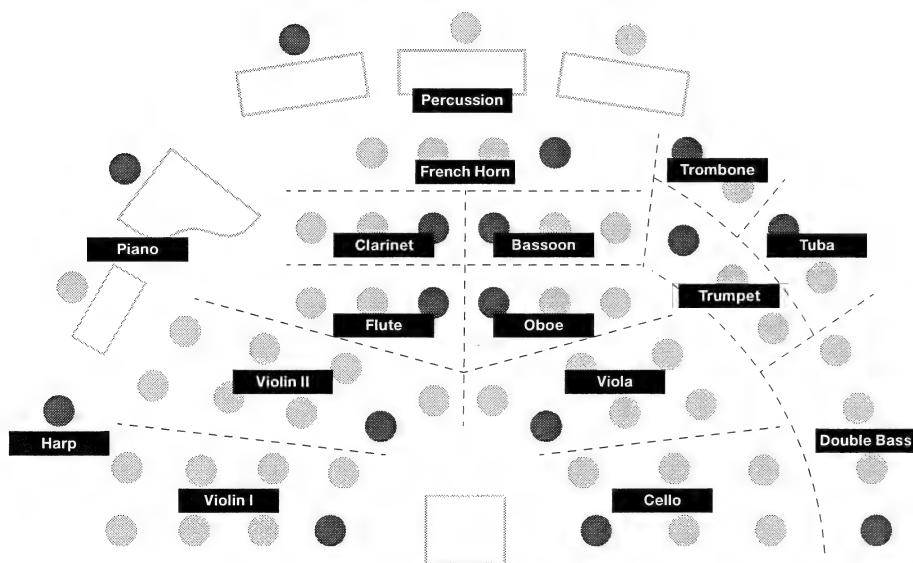 Percussion
French Horn
Trombone
Clarinet
Bassoon
Tuba
Piano
Trumpet
Flute
Oboe
Violin II
Viola
Harp
Double Bass
Violin I
Cello